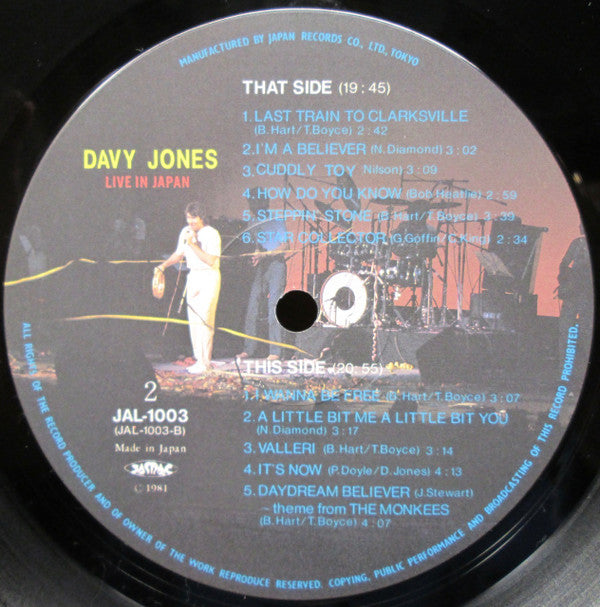 MANUFACTURED BY JAPAN RECORDS CO., LTD., TOKYO
THAT SIDE (19:45)
1. LAST TRAIN TO CLARKSVILLE
(B. Hart/T. Boyce) 2:42
2. I'M A BELIEVER (N. Diamond) 3:02
3. CUDDLY TOY Nilson) 3:09
4. HOW DO YOU KNOW (Bob Heatlie) 2:59
5. STEPPIN' STONE (B. Hart/T. Boyce) 3:39
6. STAR COLLECTOR (G. Goffin/C. King) 2:34
DAVY JONES
LIVE IN JAPAN
THIS SIDE (20:55)
1. I WANNA BE FREE (B. Hart/T. Boyce) 3:07
2. A LITTLE BIT ME A LITTLE BIT YOU
(N. Diamond) 3:17
3. VALLERI (B. Hart/T. Boyce) 3:14
4. IT'S NOW (P. Doyle/D. Jones) 4:13
5. DAYDREAM BELIEVER (J. Stewart)
~theme from THE MONKEES
(B. Hart/T. Boyce) 4:07
2
JAL-1003
(JAL-1003-B)
Made in Japan
© 1981
ALL RIGHTS OF THE RECORD PRODUCER AND OF OWNER OF THE WORK REPRODUCE RESERVED. COPYING, PUBLIC PERFORMANCE AND BROADCASTING OF THIS RECORD PROHIBITED.